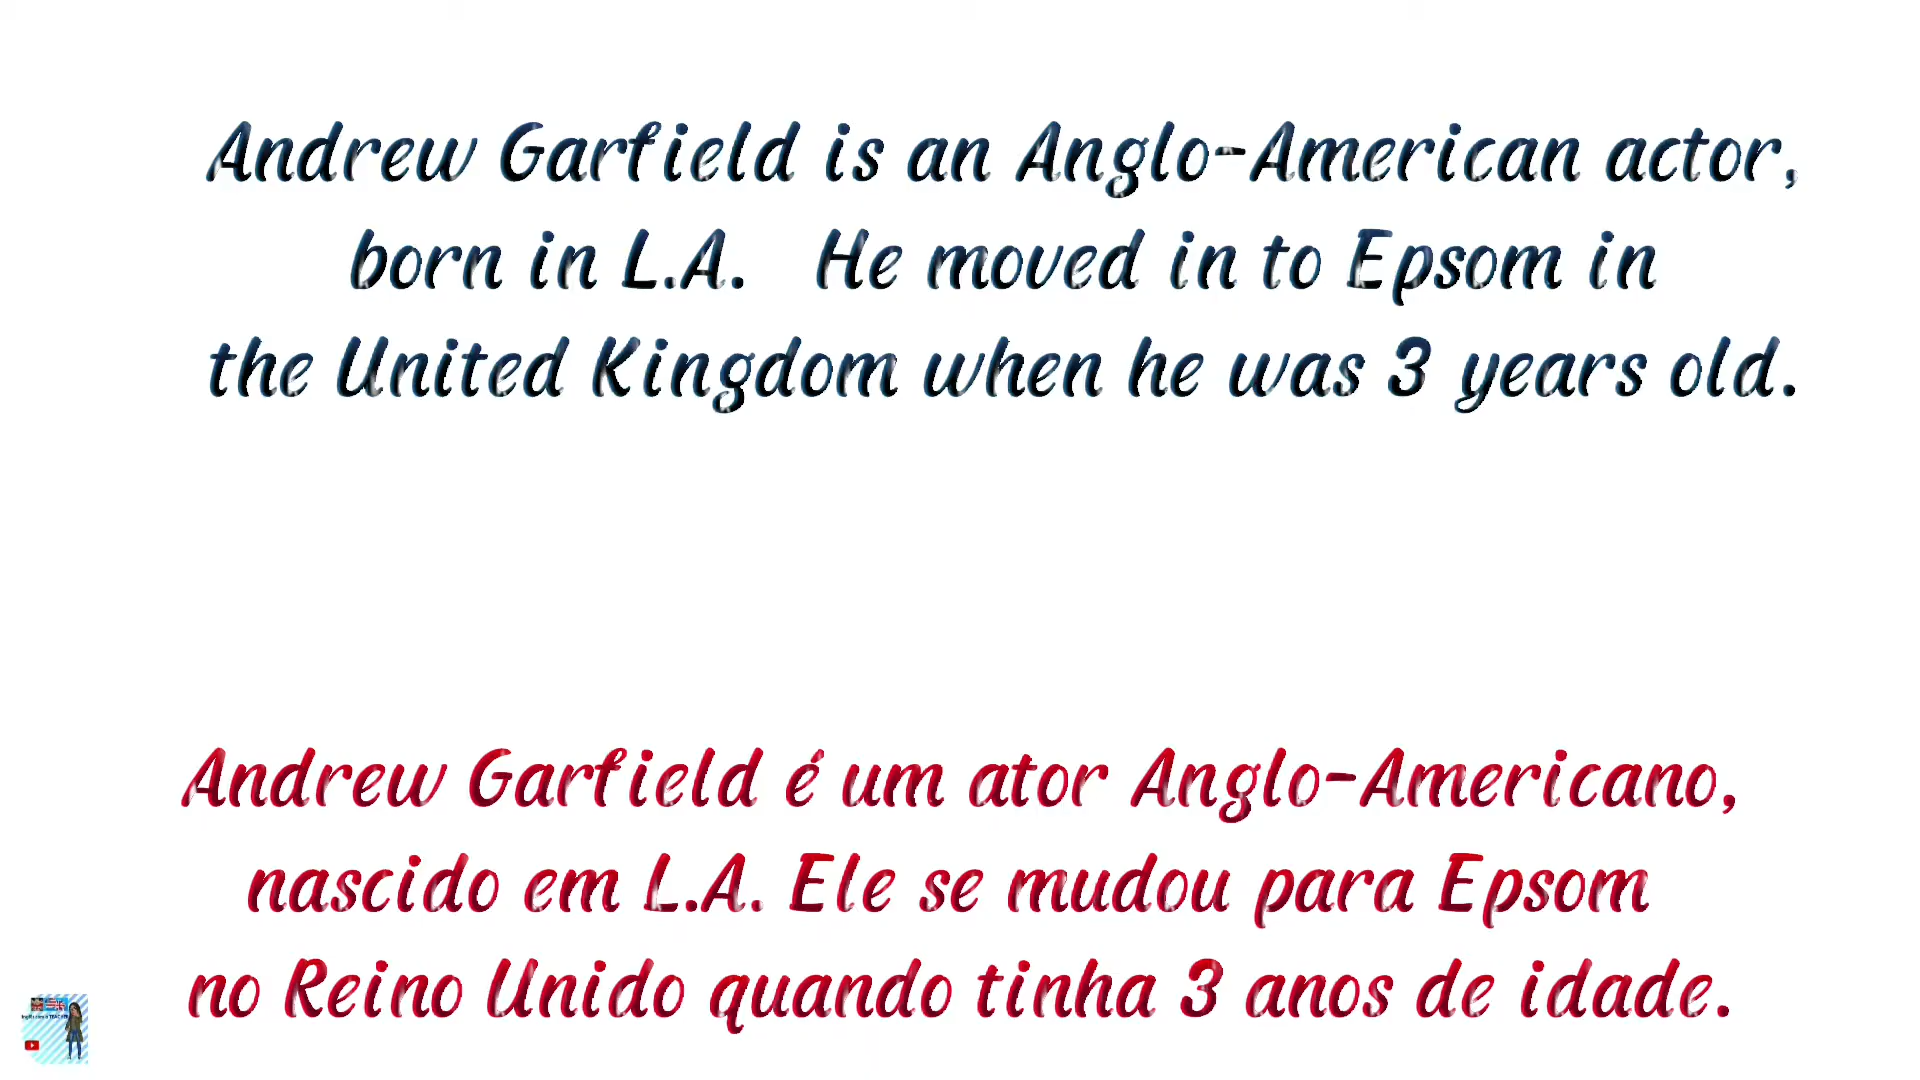 Andrew Garfield is an Anglo-American actor,
born in L.A. He moved in to Epsom in
the United Kingdom when he was 3 years old.
Andrew Garfield é um ator Anglo-Americano,
nascido em L.A. Ele se mudou para Epsom
no Reino Unido quando tinha 3 anos de idade.